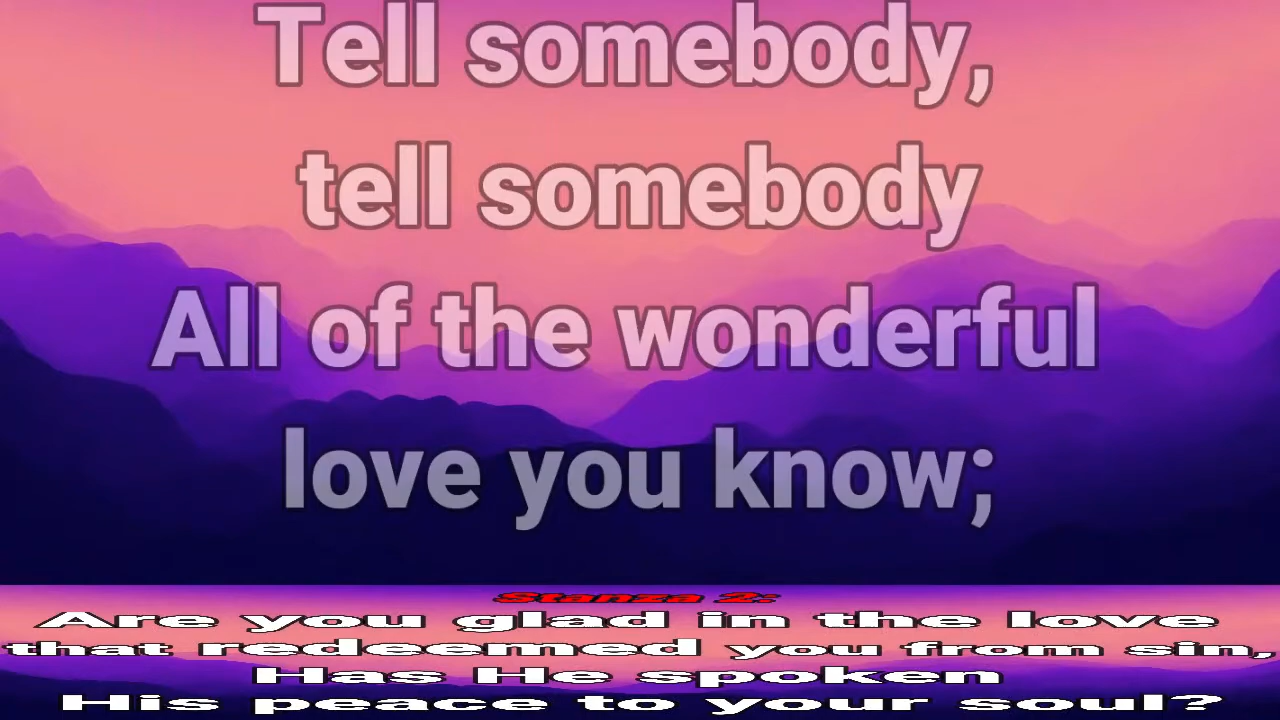 Tell somebody,
tell somebody
All of the wonderful
love you know;
Stanza 2:
Are you glad in the love
that redeemed you from sin,
Has He spoken
His peace to your soul?